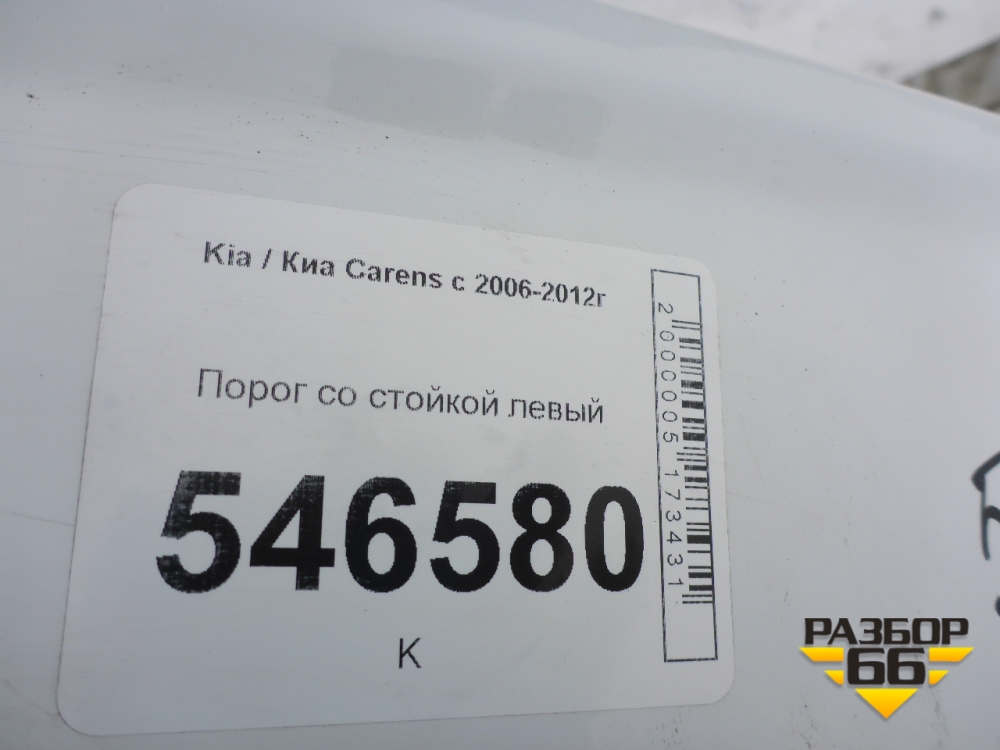 Kia / Киа Carens с 2006-2012г
Порог со стойкой левый
546580
К
2000005173431
РАЗБОР
66